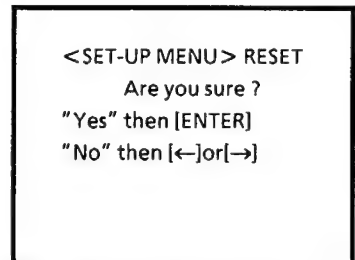 <SET-UP MENU> RESET
Are you sure ?
"Yes" then [ENTER]
"No" then [←]or[→}